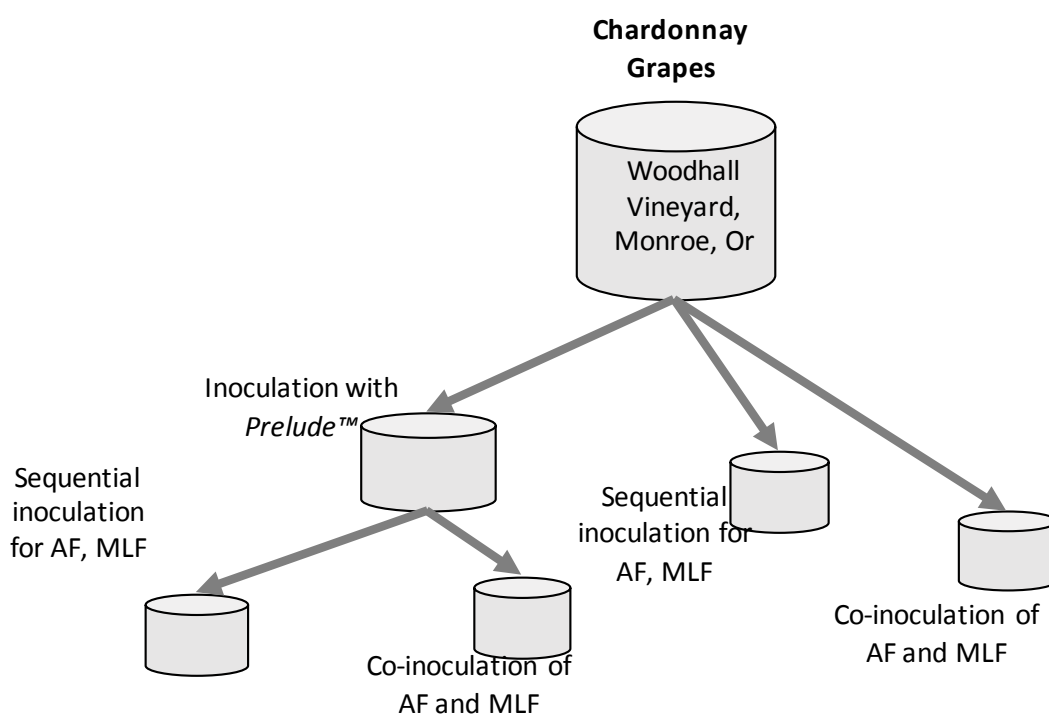 Chardonnay
Grapes
Woodhall
Vineyard,
Monroe, Or
Inoculation with
Prelude™
Sequential
inoculation
for AF, MLF
Sequential
inoculation for
AF, MLF
Co-inoculation of
AF and MLF
Co-inoculation of
AF and MLF